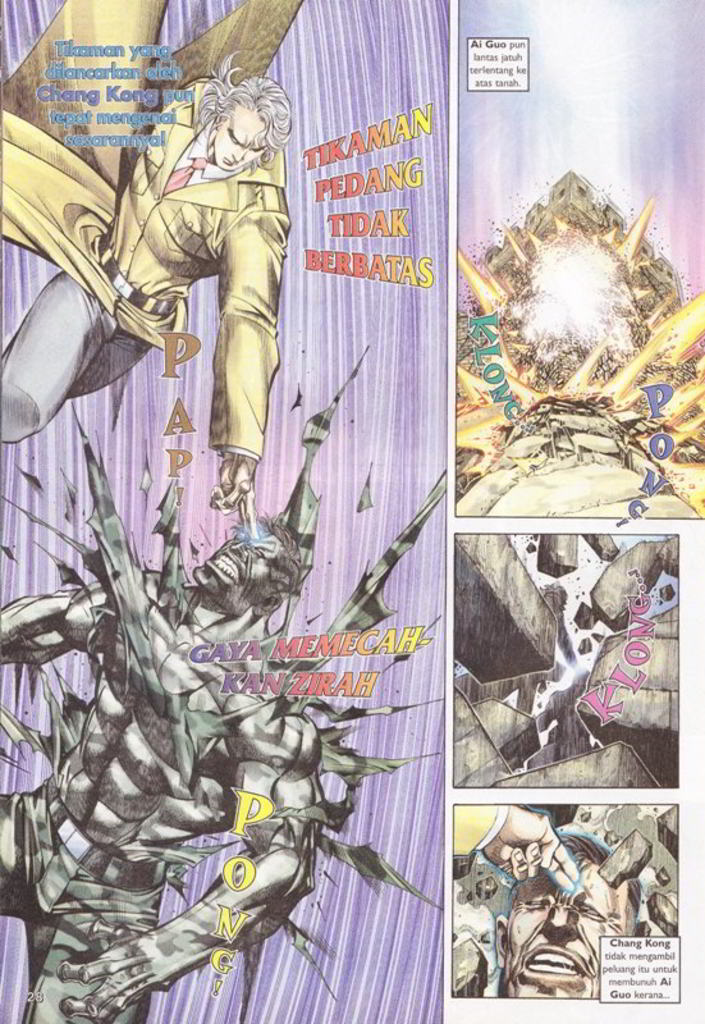 Tikaman yang
dilancarkan oleh
Chang Kong pun
tepat mengenai
sasarannya!
TIKAMAN
PEDANG
TIDAK
BERBATAS
PAP!
GAYA MEMECAH-
KAN ZIRAH
PONG!
28
Ai Guo pun
lantas jatuh
terlentang ke
atas tanah.
KLONG...
PONG!
KLONG...
Chang Kong
tidak mengambil
peluang itu untuk
membunuh Ai
Guo kerana...